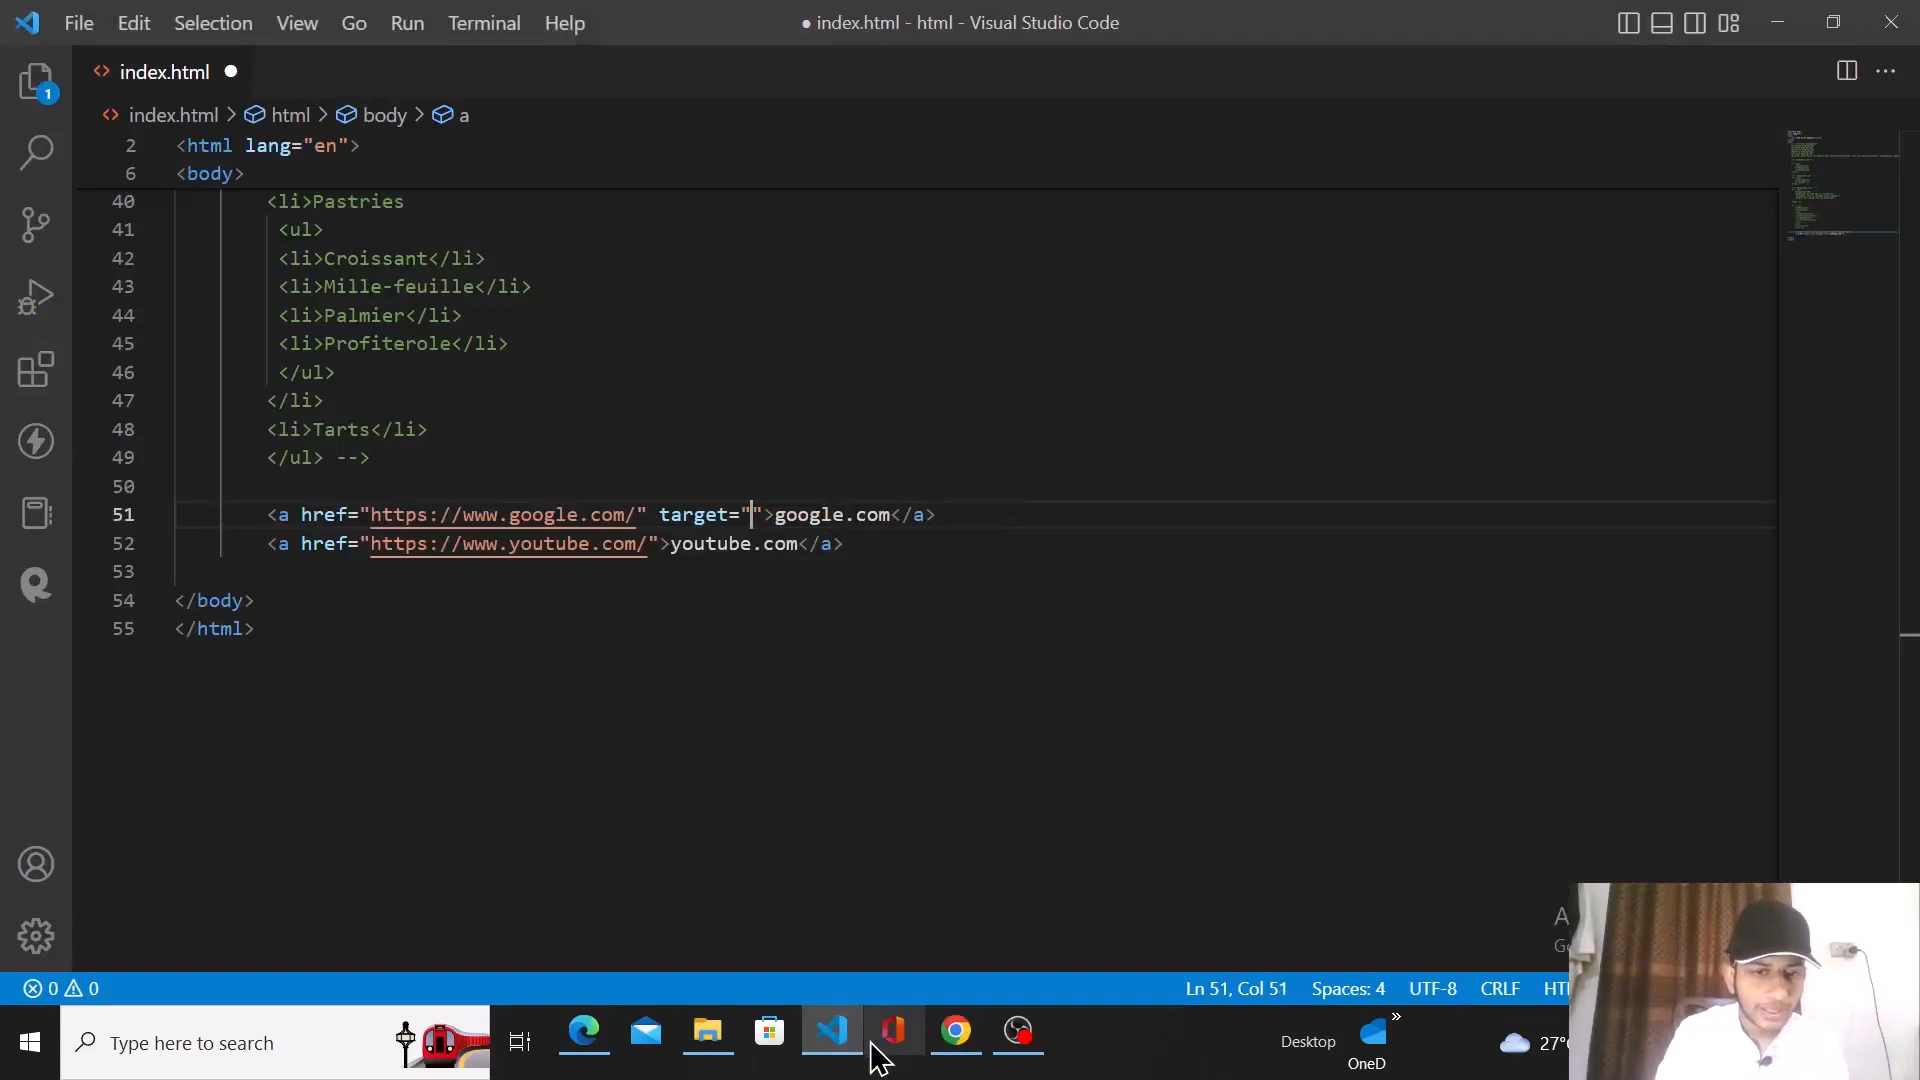 File Edit Selection View Go Run Terminal Help
● index.html - html - Visual Studio Code
index.html
1
index.html > html > body > a
2 <html lang="en">
6 <body>
40 <li>Pastries
41 <ul>
42 <li>Croissant</li>
43 <li>Mille-feuille</li>
44 <li>Palmier</li>
45 <li>Profiterole</li>
46 </ul>
47 </li>
48 <li>Tarts</li>
49 </ul> -->
50
51 <a href="https://www.google.com/" target="">google.com</a>
52 <a href="https://www.youtube.com/">youtube.com</a>
53
54 </body>
55 </html>
0 0
Ln 51, Col 51 Spaces: 4 UTF-8 CRLF
Type here to search
Desktop
OneD
27°